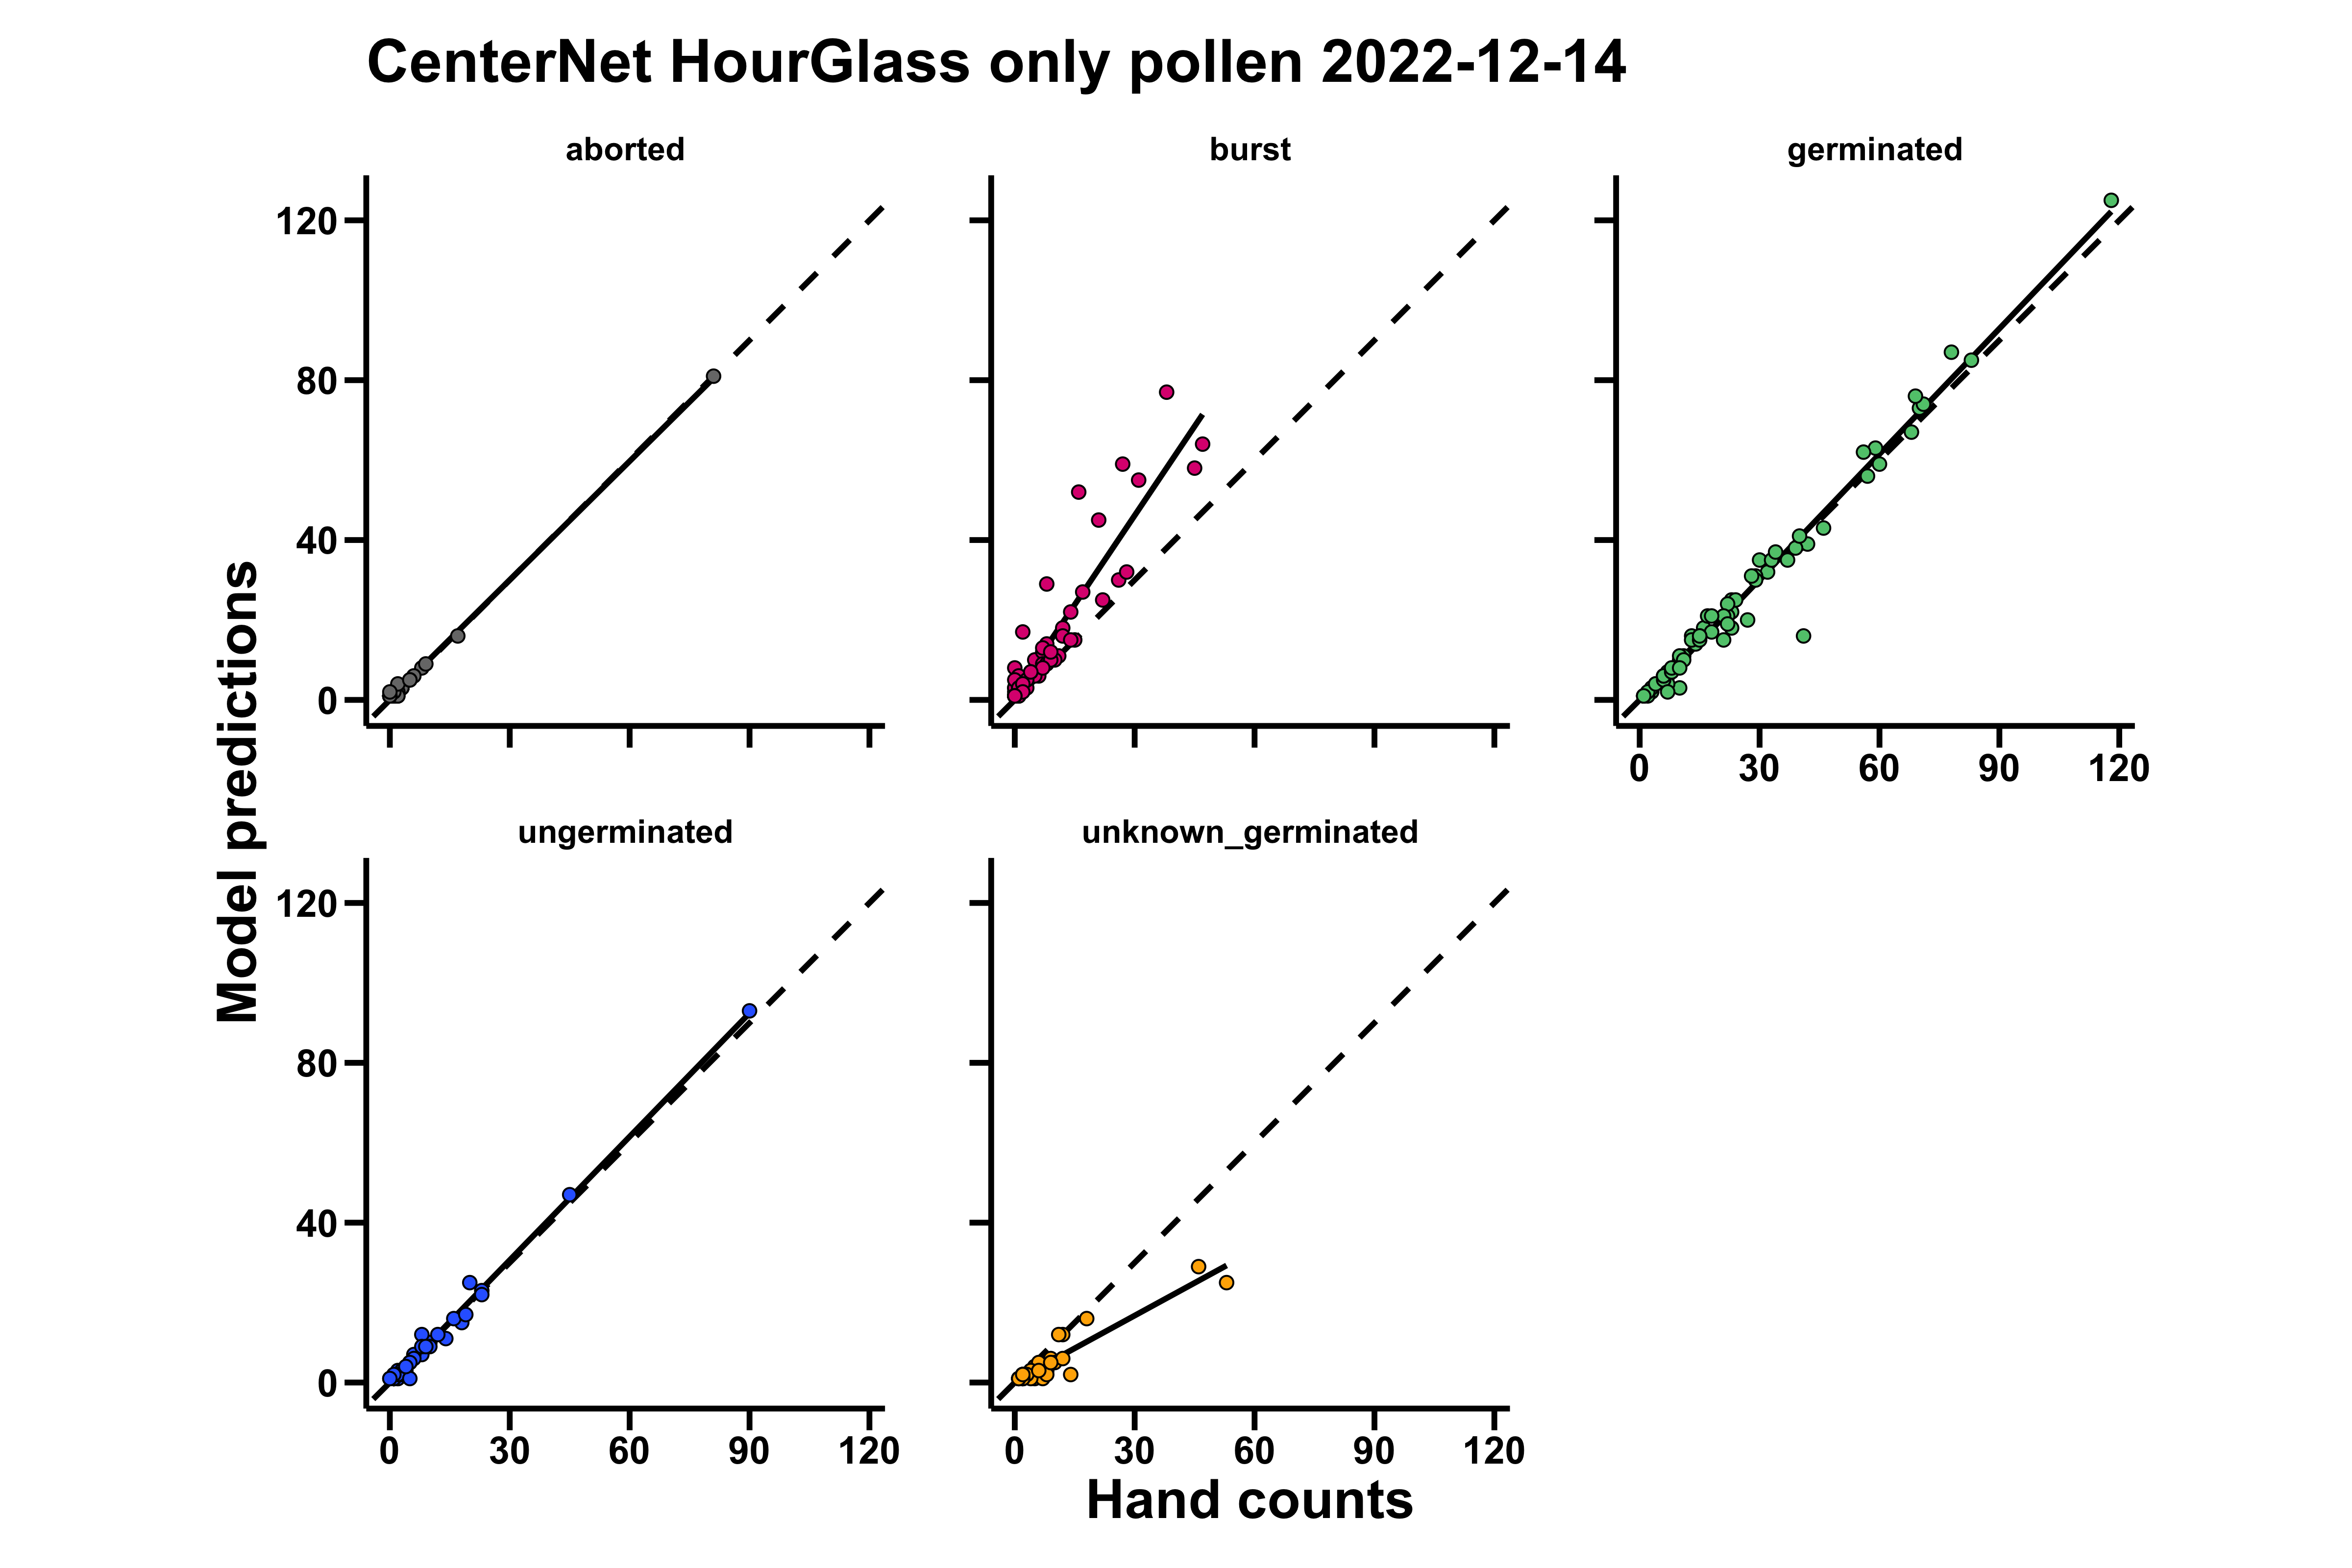 CenterNet HourGlass only pollen 2022-12-14
aborted
burst
germinated
120
80
40
0
0 30 60 90 120
Model predictions
ungerminated
unknown_germinated
120
80
40
0
0 30 60 90 120
0 30 60 90 120
Hand counts